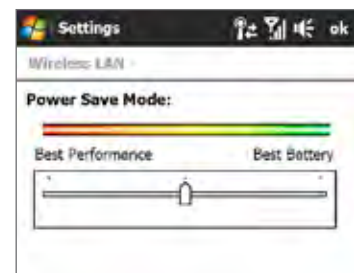 Settings ok
Wireless LAN
Power Save Mode:
Best Performance Best Battery